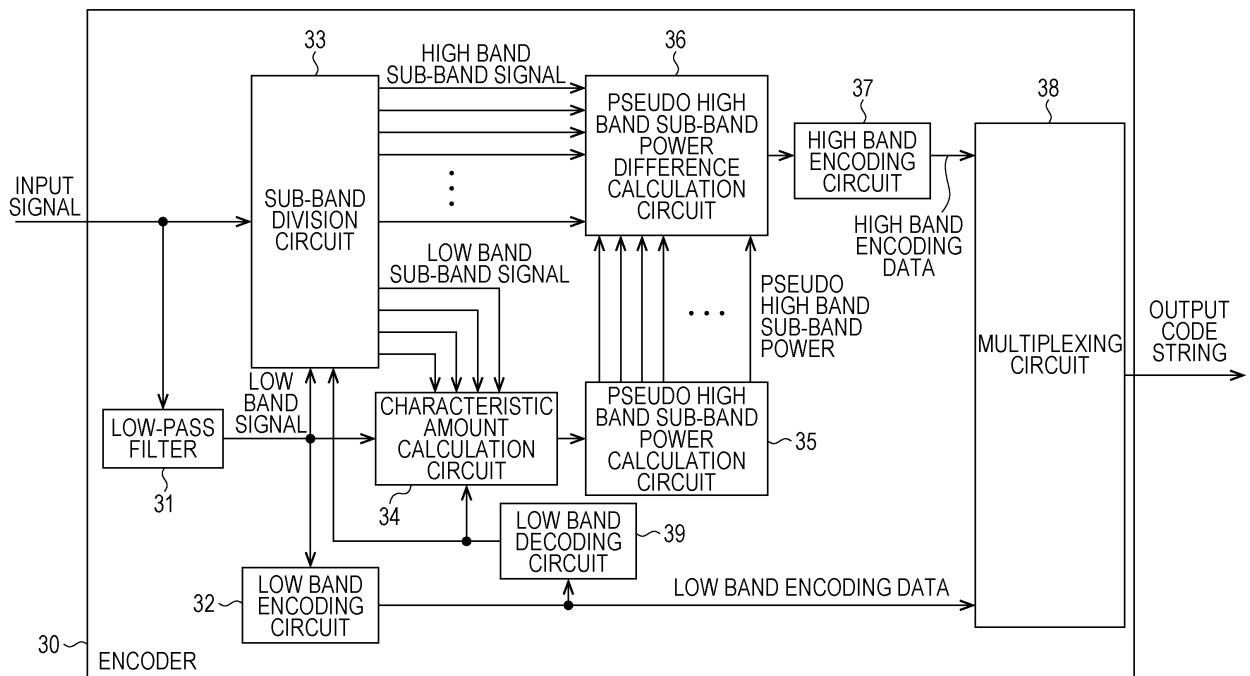 33
HIGH BAND
SUB-BAND SIGNAL
36
37
38
INPUT
SIGNAL
SUB-BAND
DIVISION
CIRCUIT
PSEUDO HIGH
BAND SUB-BAND
POWER
DIFFERENCE
CALCULATION
CIRCUIT
HIGH BAND
ENCODING
CIRCUIT
HIGH BAND
ENCODING
DATA
LOW BAND
SUB-BAND SIGNAL
PSEUDO
HIGH BAND
SUB-BAND
POWER
MULTIPLEXING
CIRCUIT
OUTPUT
CODE
STRING
LOW
BAND
SIGNAL
LOW-PASS
FILTER
31
CHARACTERISTIC
AMOUNT
CALCULATION
CIRCUIT
34
PSEUDO HIGH
BAND SUB-BAND
POWER
CALCULATION
CIRCUIT
35
LOW BAND
DECODING
CIRCUIT
39
32
LOW BAND
ENCODING
CIRCUIT
LOW BAND ENCODING DATA
30
ENCODER